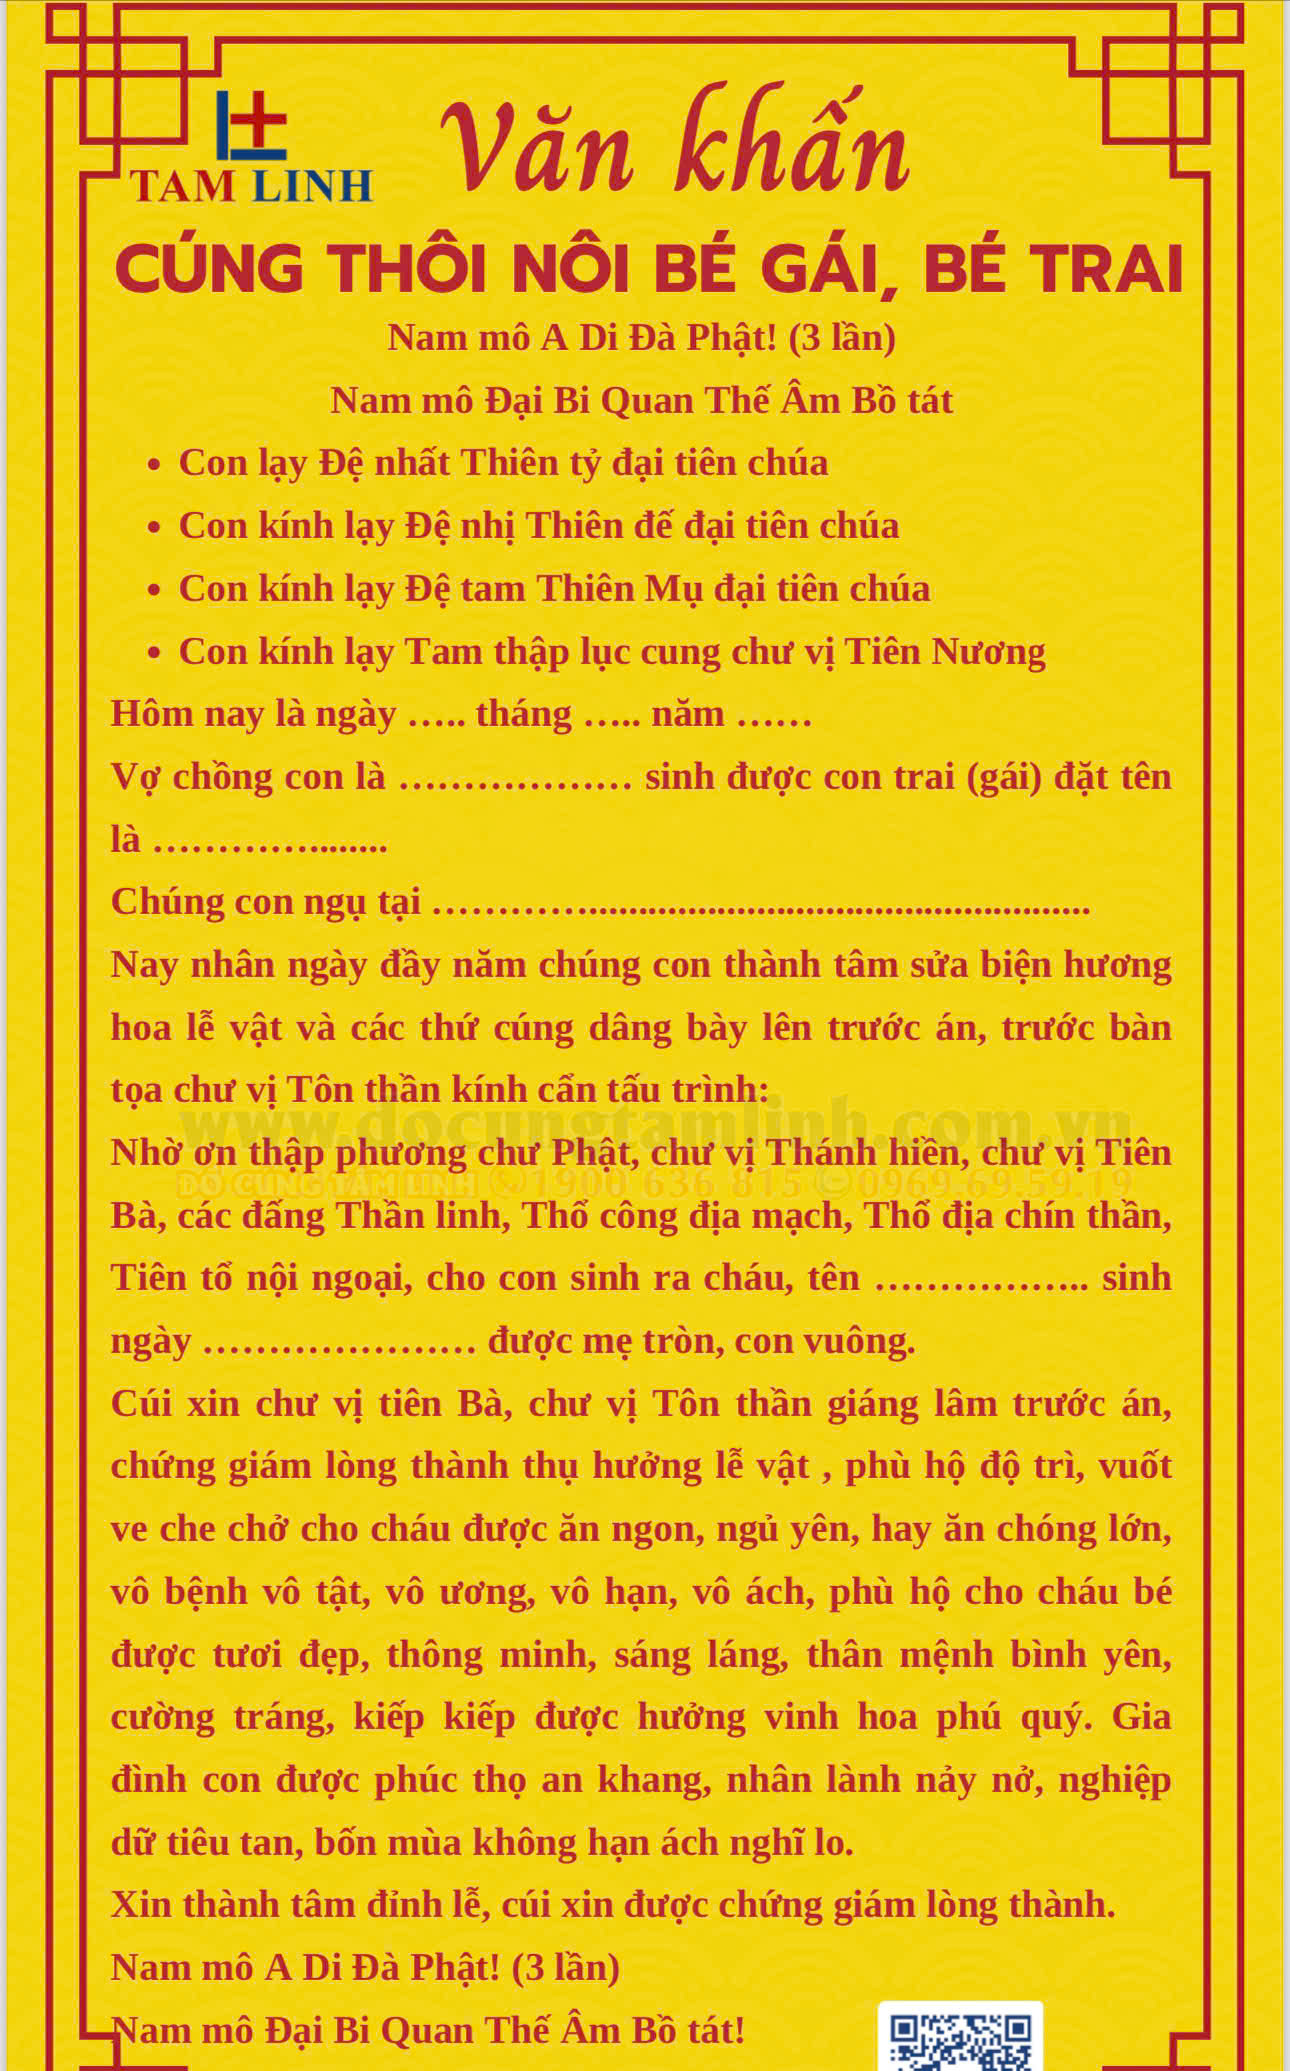 TAM LINH
Văn khấn
CÚNG THÔI NÔI BÉ GÁI, BÉ TRAI
Nam mô A Di Đà Phật! (3 lần)
Nam mô Đại Bi Quan Thế Âm Bồ tát
• Con lạy Đệ nhất Thiên tỷ đại tiên chúa
• Con kính lạy Đệ nhị Thiên đế đại tiên chúa
• Con kính lạy Đệ tam Thiên Mụ đại tiên chúa
• Con kính lạy Tam thập lục cung chư vị Tiên Nương
Hôm nay là ngày ….. tháng ….. năm ……
Vợ chồng con là ……………… sinh được con trai (gái) đặt tên
là …………........
Chúng con ngụ tại …………...................................................
Nay nhân ngày đầy năm chúng con thành tâm sửa biện hương
hoa lễ vật và các thứ cúng dâng bày lên trước án, trước bàn
tọa chư vị Tôn thần kính cẩn tấu trình:
www.docungtamlinh.com.vn
Nhờ ơn thập phương chư Phật, chư vị Thánh hiền, chư vị Tiên
ĐỒ CÚNG TÂM LINH 1900 636 815 0969.69.59.19
Bà, các đấng Thần linh, Thổ công địa mạch, Thổ địa chín thần,
Tiên tổ nội ngoại, cho con sinh ra cháu, tên …………….. sinh
ngày ………………… được mẹ tròn, con vuông.
Cúi xin chư vị tiên Bà, chư vị Tôn thần giáng lâm trước án,
chứng giám lòng thành thụ hưởng lễ vật , phù hộ độ trì, vuốt
ve che chở cho cháu được ăn ngon, ngủ yên, hay ăn chóng lớn,
vô bệnh vô tật, vô ương, vô hạn, vô ách, phù hộ cho cháu bé
được tươi đẹp, thông minh, sáng láng, thân mệnh bình yên,
cường tráng, kiếp kiếp được hưởng vinh hoa phú quý. Gia
đình con được phúc thọ an khang, nhân lành nảy nở, nghiệp
dữ tiêu tan, bốn mùa không hạn ách nghĩ lo.
Xin thành tâm đỉnh lễ, cúi xin được chứng giám lòng thành.
Nam mô A Di Đà Phật! (3 lần)
Nam mô Đại Bi Quan Thế Âm Bồ tát!